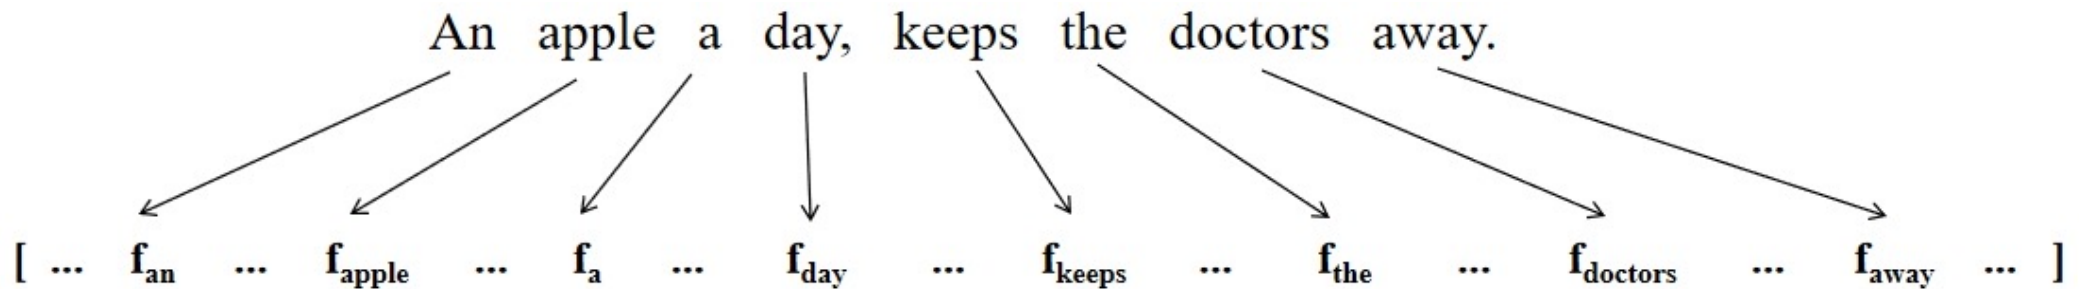 An apple a day, keeps the doctors away.
[ ... f_an ... f_apple ... f_a ... f_day ... f_keeps ... f_the ... f_doctors ... f_away ... ]